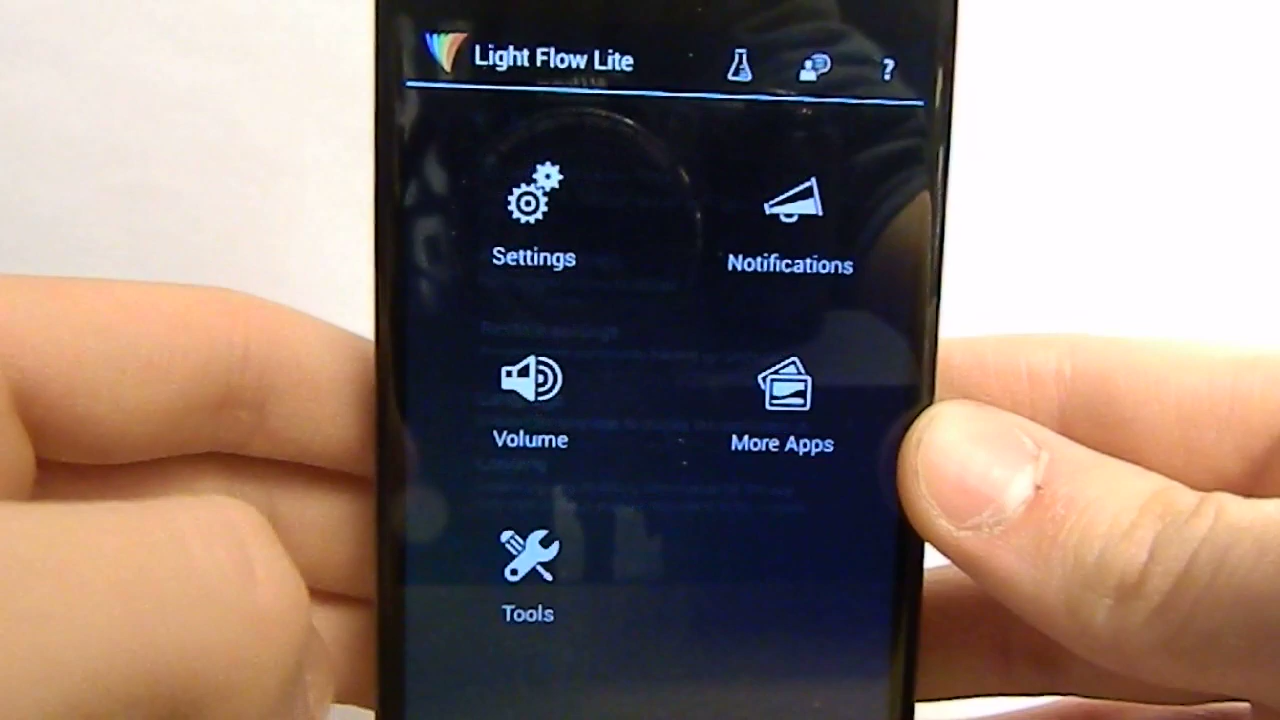 Light Flow Lite
?
Settings
Notifications
Volume
More Apps
Tools